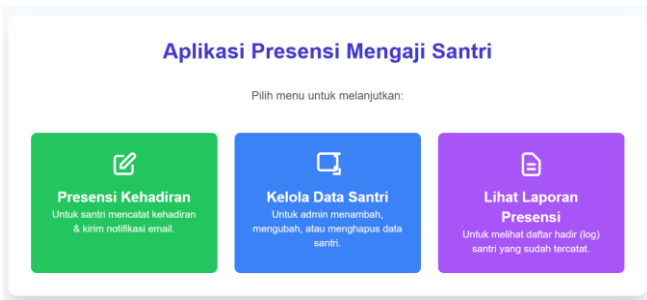 Aplikasi Presensi Mengaji Santri
Pilih menu untuk melanjutkan:
Presensi Kehadiran
Untuk santri mencatat kehadiran
& kirim notifikasi email.
Kelola Data Santri
Untuk admin menambah,
mengubah, atau menghapus data
santri.
Lihat Laporan
Presensi
Untuk melihat daftar hadir (log)
santri yang sudah tercatat.